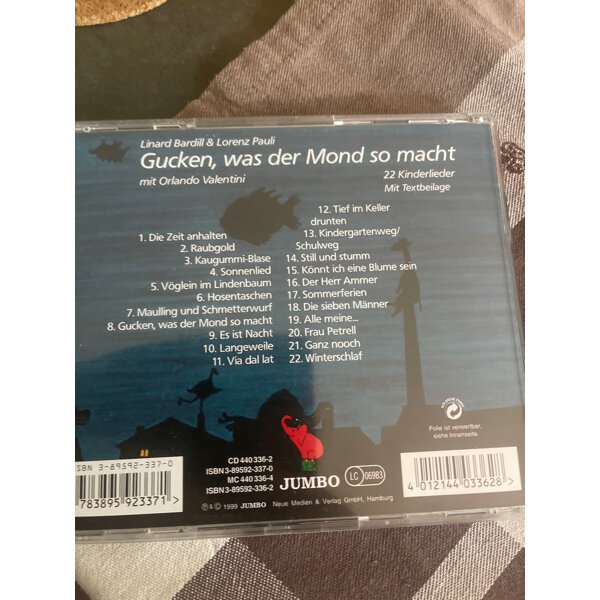 Linard Bardill & Lorenz Pauli
Gucken, was der Mond so macht
mit Orlando Valentini
22 Kinderlieder
Mit Textbeilage
1. Die Zeit anhalten
2. Raubgold
3. Kaugummi-Blase
4. Sonnenlied
5. Vöglein im Lindenbaum
6. Hosentaschen
7. Maulling und Schmetterwurf
8. Gucken, was der Mond so macht
9. Es ist Nacht
10. Langeweile
11. Via dal lat
12. Tief im Keller
drunten
13. Kindergartenweg/
Schulweg
14. Still und stumm
15. Könnt ich eine Blume sein
16. Der Herr Ammer
17. Sommerferien
18. Die sieben Männer
19. Alle meine...
20. Frau Petrell
21. Ganz nooch
22. Winterschlaf
Folie ist verwertbar,
siehe Innenseite.
ISBN 3-89592-337-0
783895 923371 >
CD 440 336-2
ISBN 3-89592-337-0
MC 440 336-4
ISBN 3-89592-336-2
℗ & © 1999 JUMBO Neue Medien & Verlag GmbH, Hamburg
JUMBO
LC 06983
4 012144 033628 >